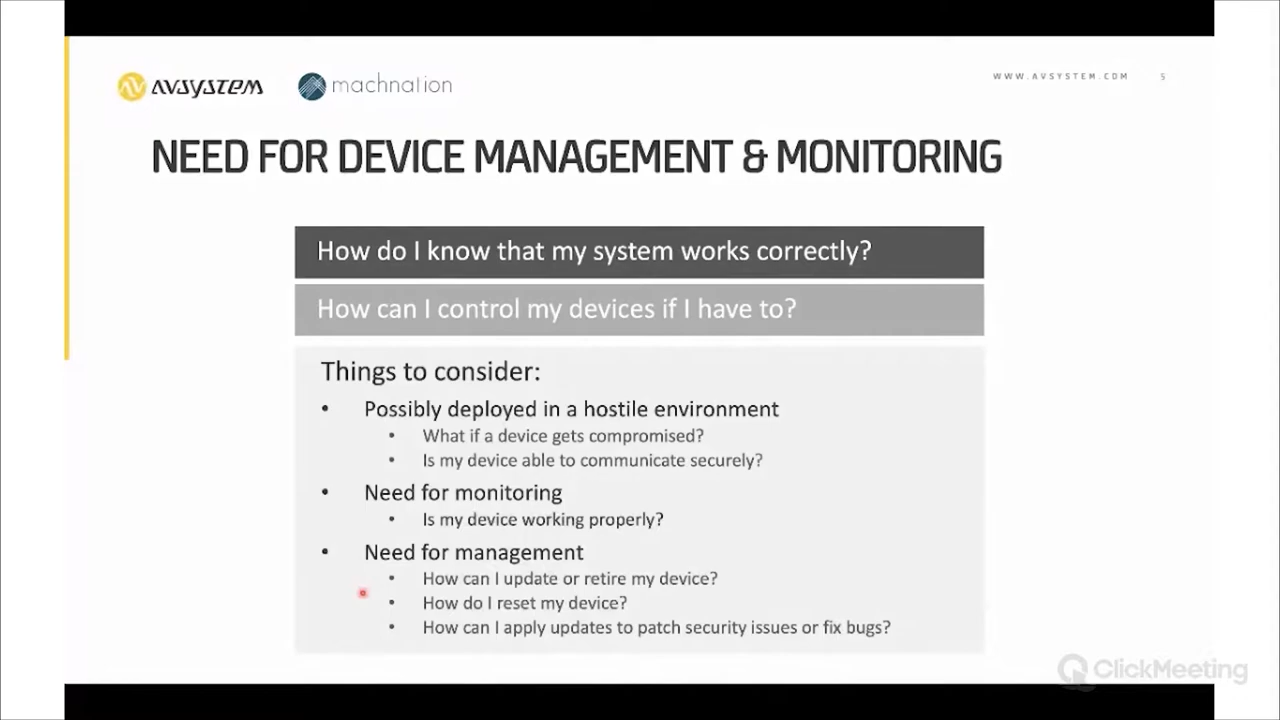 AVSYSTEM machnation
WWW.AVSYSTEM.COM 5
NEED FOR DEVICE MANAGEMENT & MONITORING
How do I know that my system works correctly?
How can I control my devices if I have to?
Things to consider:
• Possibly deployed in a hostile environment
• What if a device gets compromised?
• Is my device able to communicate securely?
• Need for monitoring
• Is my device working properly?
• Need for management
• How can I update or retire my device?
• How do I reset my device?
• How can I apply updates to patch security issues or fix bugs?
ClickMeeting